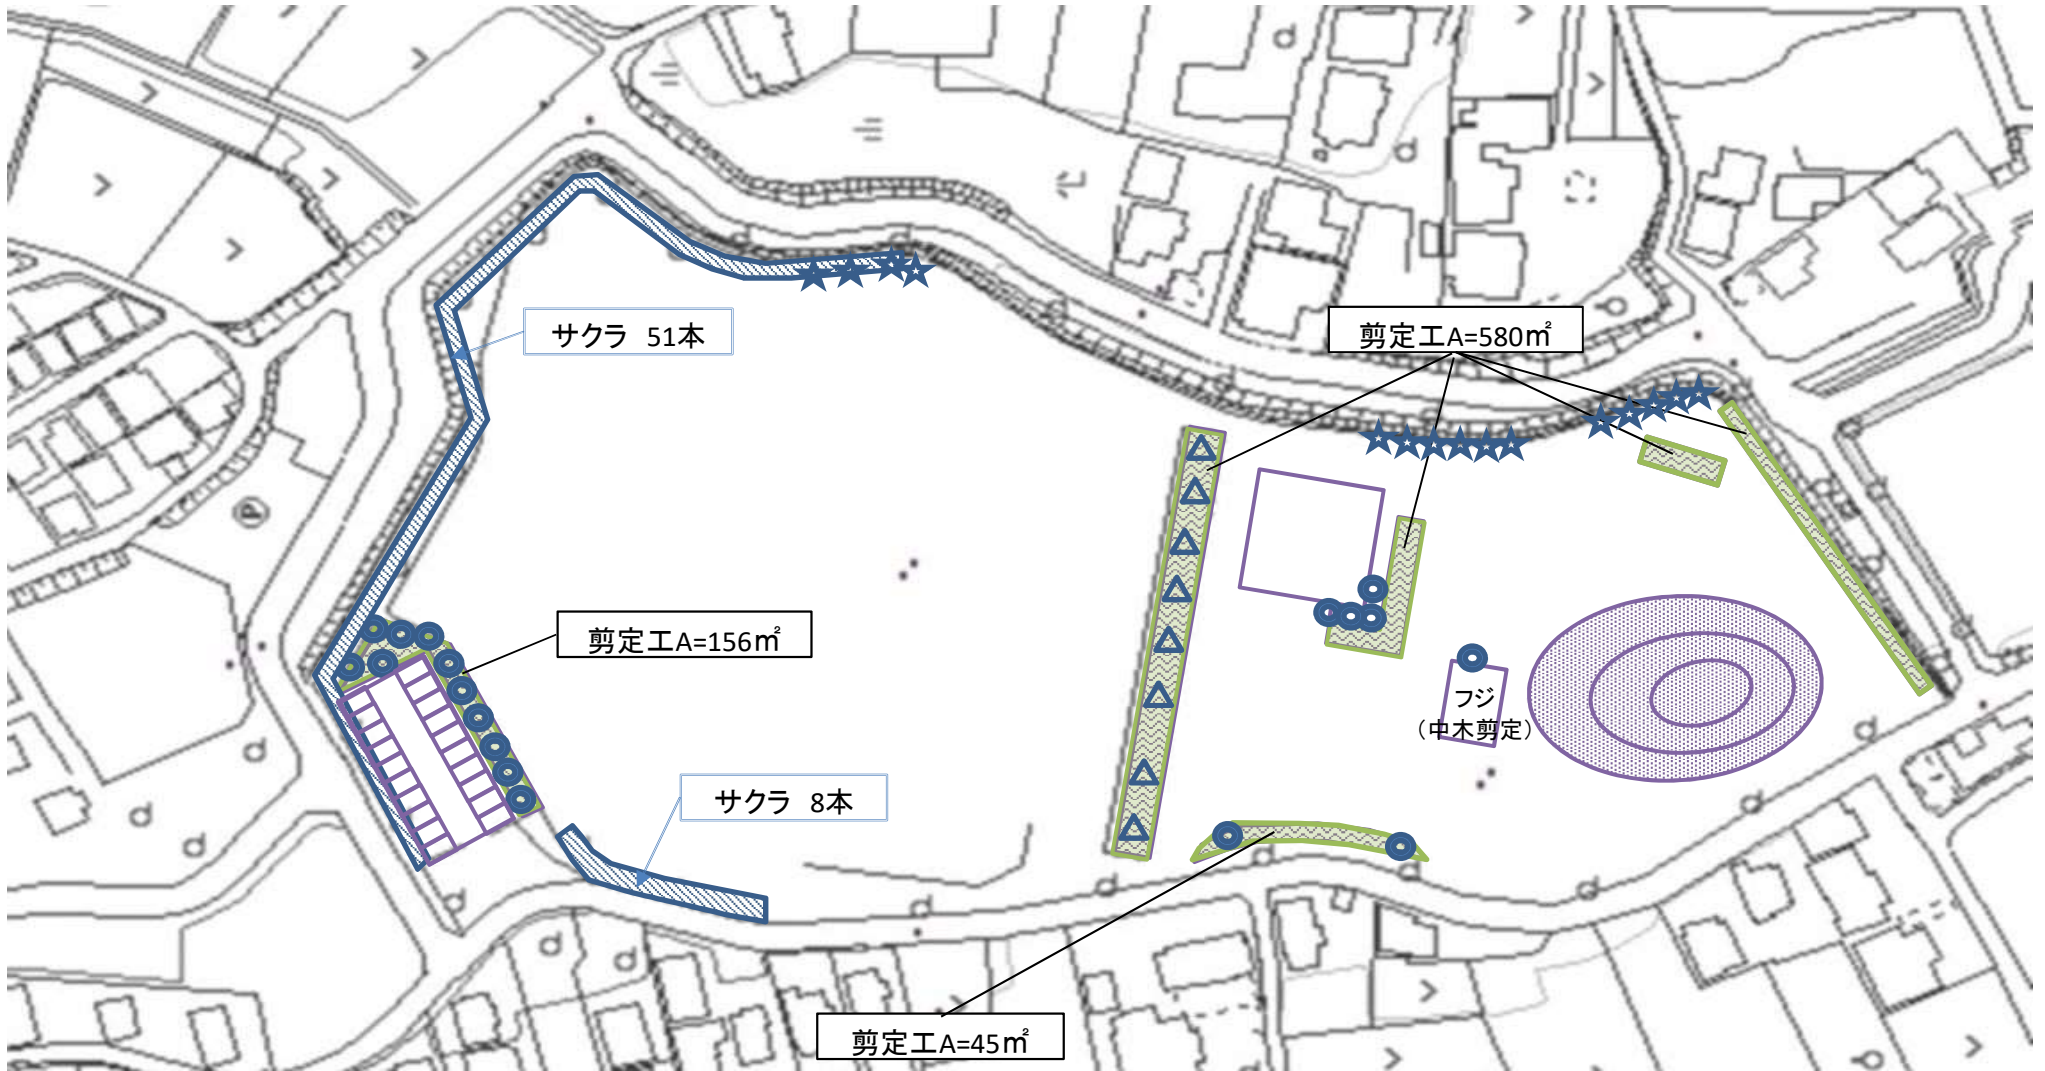 サクラ 51本
剪定工A=580㎡
剪定工A=156㎡
フジ
（中木剪定）
サクラ 8本
剪定工A=45㎡
P